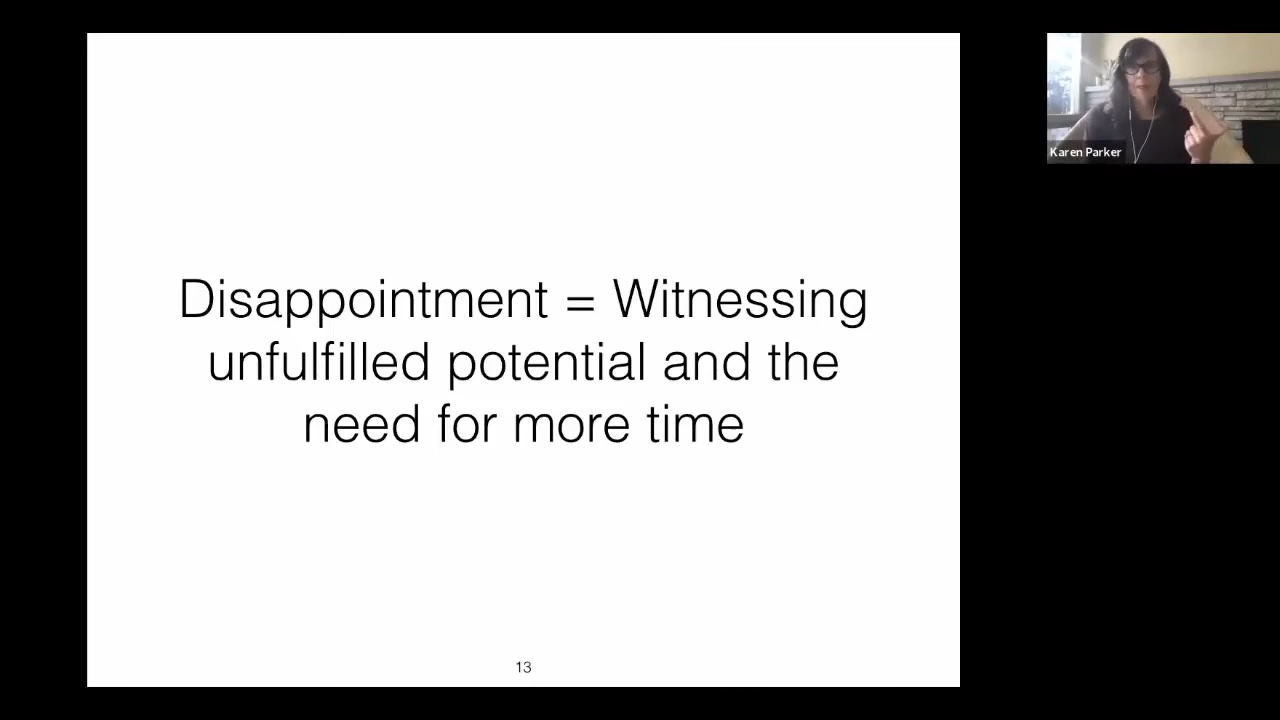 Disappointment = Witnessing
unfulfilled potential and the
need for more time
13
Karen Parker